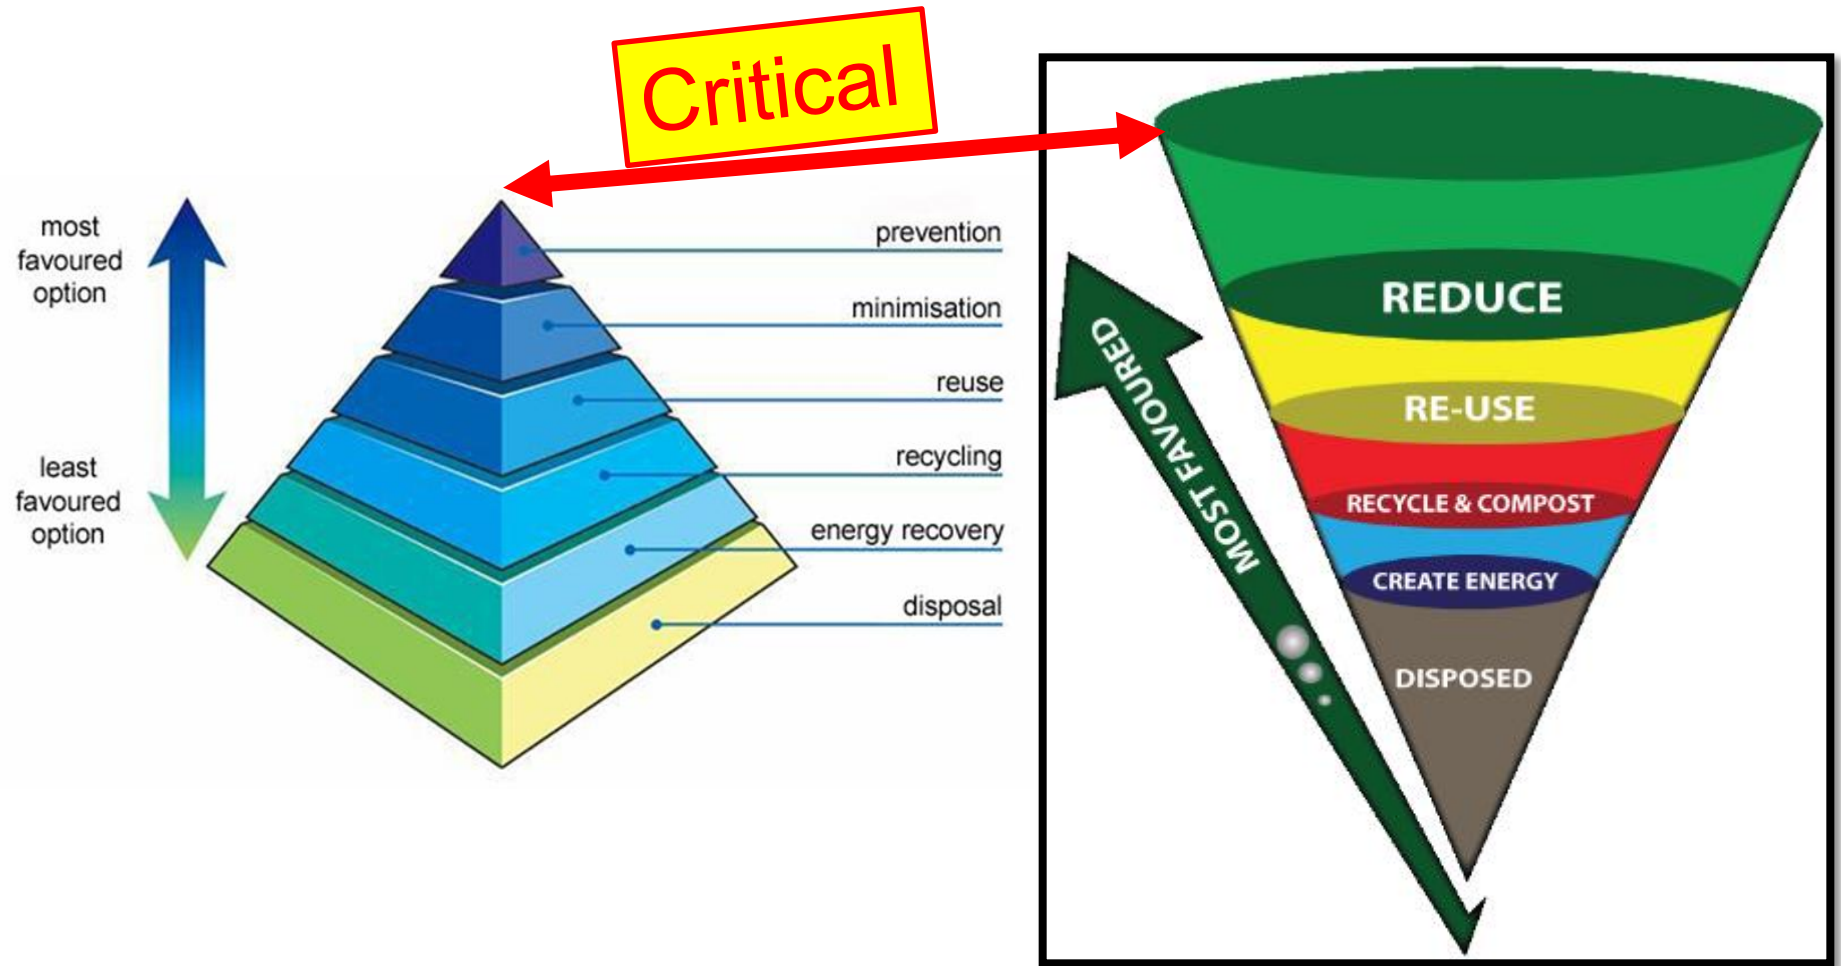 Critical
most
favoured
option
least
favoured
option
prevention
minimisation
reuse
recycling
energy recovery
disposal
MOST FAVOURED
REDUCE
RE-USE
RECYCLE & COMPOST
CREATE ENERGY
DISPOSED